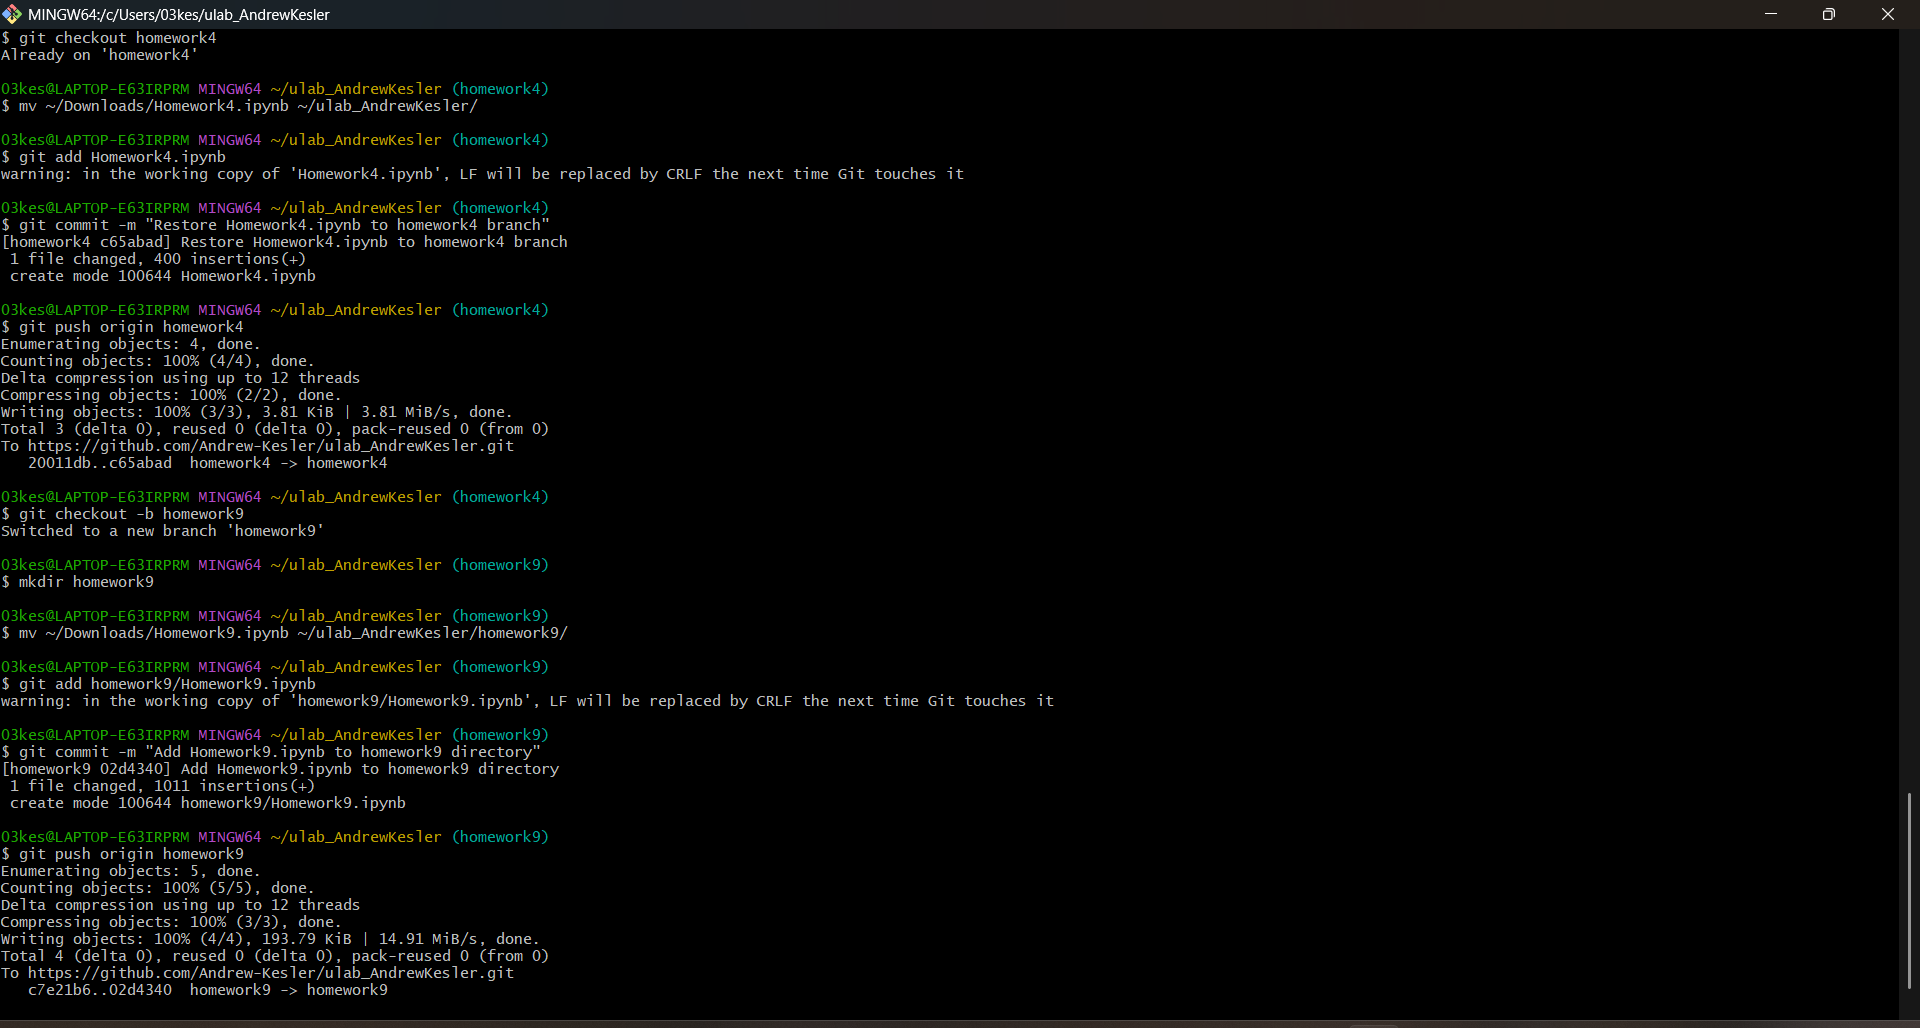 MINGW64:/c/Users/03kes/ulab_AndrewKesler
$ git checkout homework4
Already on 'homework4'
03kes@LAPTOP-E63IRPRM MINGW64 ~/ulab_AndrewKesler (homework4)
$ mv ~/Downloads/Homework4.ipynb ~/ulab_AndrewKesler/
03kes@LAPTOP-E63IRPRM MINGW64 ~/ulab_AndrewKesler (homework4)
$ git add Homework4.ipynb
warning: in the working copy of 'Homework4.ipynb', LF will be replaced by CRLF the next time Git touches it
03kes@LAPTOP-E63IRPRM MINGW64 ~/ulab_AndrewKesler (homework4)
$ git commit -m "Restore Homework4.ipynb to homework4 branch"
[homework4 c65abad] Restore Homework4.ipynb to homework4 branch
1 file changed, 400 insertions(+)
create mode 100644 Homework4.ipynb
03kes@LAPTOP-E63IRPRM MINGW64 ~/ulab_AndrewKesler (homework4)
$ git push origin homework4
Enumerating objects: 4, done.
Counting objects: 100% (4/4), done.
Delta compression using up to 12 threads
Compressing objects: 100% (2/2), done.
Writing objects: 100% (3/3), 3.81 KiB | 3.81 MiB/s, done.
Total 3 (delta 0), reused 0 (delta 0), pack-reused 0 (from 0)
To https://github.com/Andrew-Kesler/ulab_AndrewKesler.git
20011db..c65abad  homework4 -> homework4
03kes@LAPTOP-E63IRPRM MINGW64 ~/ulab_AndrewKesler (homework4)
$ git checkout -b homework9
Switched to a new branch 'homework9'
03kes@LAPTOP-E63IRPRM MINGW64 ~/ulab_AndrewKesler (homework9)
$ mkdir homework9
03kes@LAPTOP-E63IRPRM MINGW64 ~/ulab_AndrewKesler (homework9)
$ mv ~/Downloads/Homework9.ipynb ~/ulab_AndrewKesler/homework9/
03kes@LAPTOP-E63IRPRM MINGW64 ~/ulab_AndrewKesler (homework9)
$ git add homework9/Homework9.ipynb
warning: in the working copy of 'homework9/Homework9.ipynb', LF will be replaced by CRLF the next time Git touches it
03kes@LAPTOP-E63IRPRM MINGW64 ~/ulab_AndrewKesler (homework9)
$ git commit -m "Add Homework9.ipynb to homework9 directory"
[homework9 02d4340] Add Homework9.ipynb to homework9 directory
1 file changed, 1011 insertions(+)
create mode 100644 homework9/Homework9.ipynb
03kes@LAPTOP-E63IRPRM MINGW64 ~/ulab_AndrewKesler (homework9)
$ git push origin homework9
Enumerating objects: 5, done.
Counting objects: 100% (5/5), done.
Delta compression using up to 12 threads
Compressing objects: 100% (3/3), done.
Writing objects: 100% (4/4), 193.79 KiB | 14.91 MiB/s, done.
Total 4 (delta 0), reused 0 (delta 0), pack-reused 0 (from 0)
To https://github.com/Andrew-Kesler/ulab_AndrewKesler.git
c7e21b6..02d4340  homework9 -> homework9